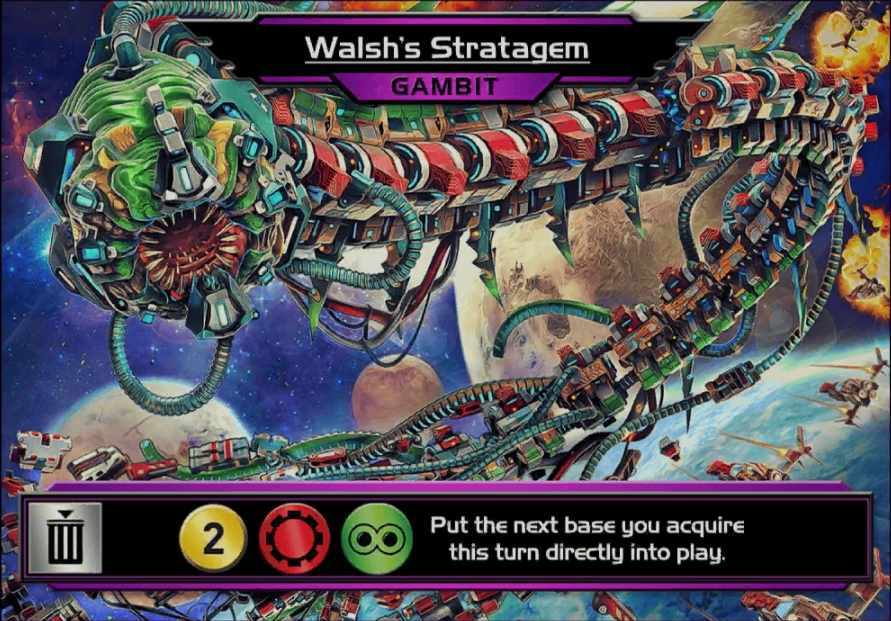 Walsh's Stratagem
GAMBIT
2
Put the next base you acquire
this turn directly into play.